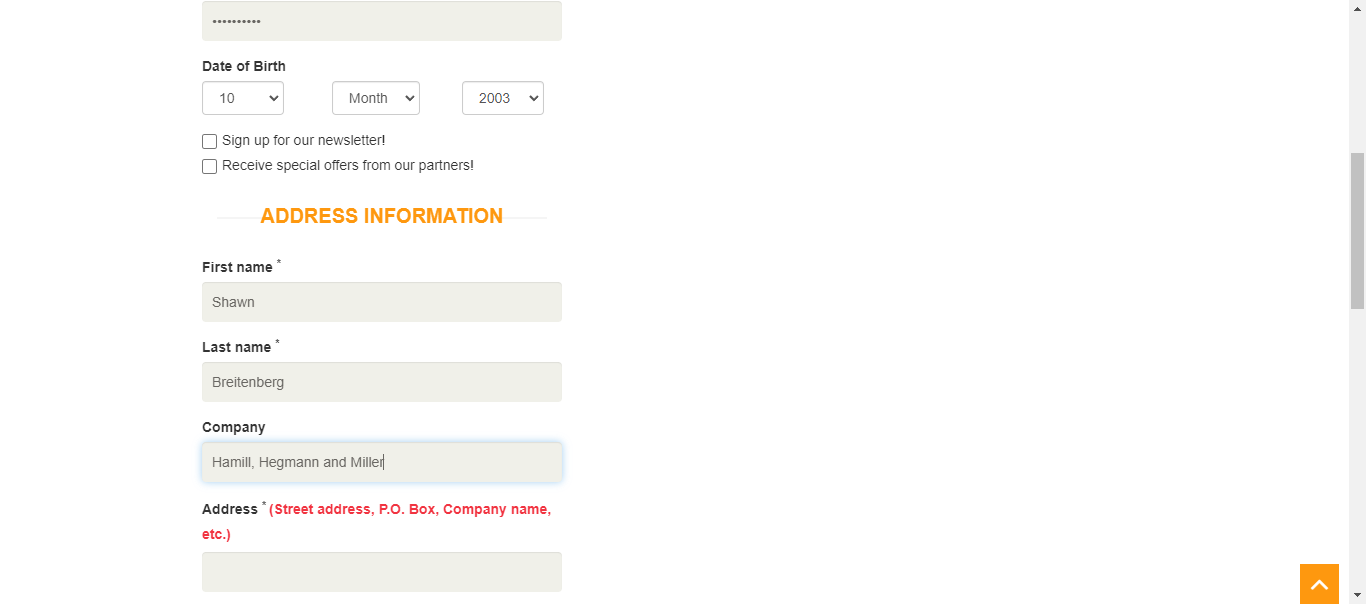 ••••••••••
Date of Birth
10 Month 2003
Sign up for our newsletter!
Receive special offers from our partners!
ADDRESS INFORMATION
First name *
Shawn
Last name *
Breitenberg
Company
Hamill, Hegmann and Miller
Address * (Street address, P.O. Box, Company name,
etc.)